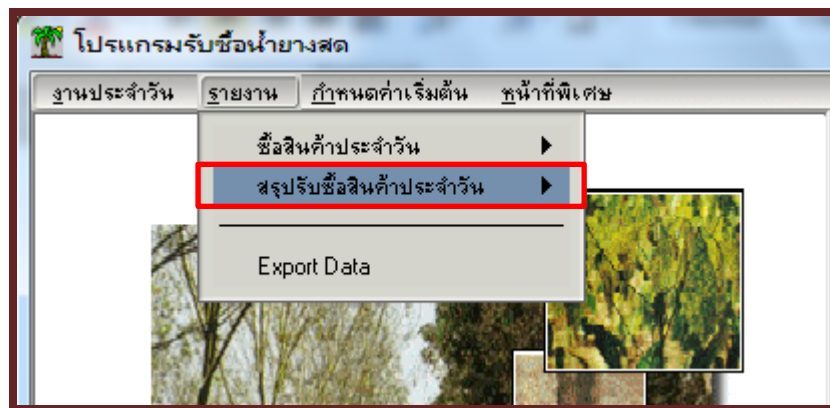 โปรแกรมรับซื้อน้ำยางสด
งานประจำวัน รายงาน กำหนดค่าเริ่มต้น หน้าที่พิเศษ
ซื้อสินค้าประจำวัน
สรุปรับซื้อสินค้าประจำวัน
Export Data